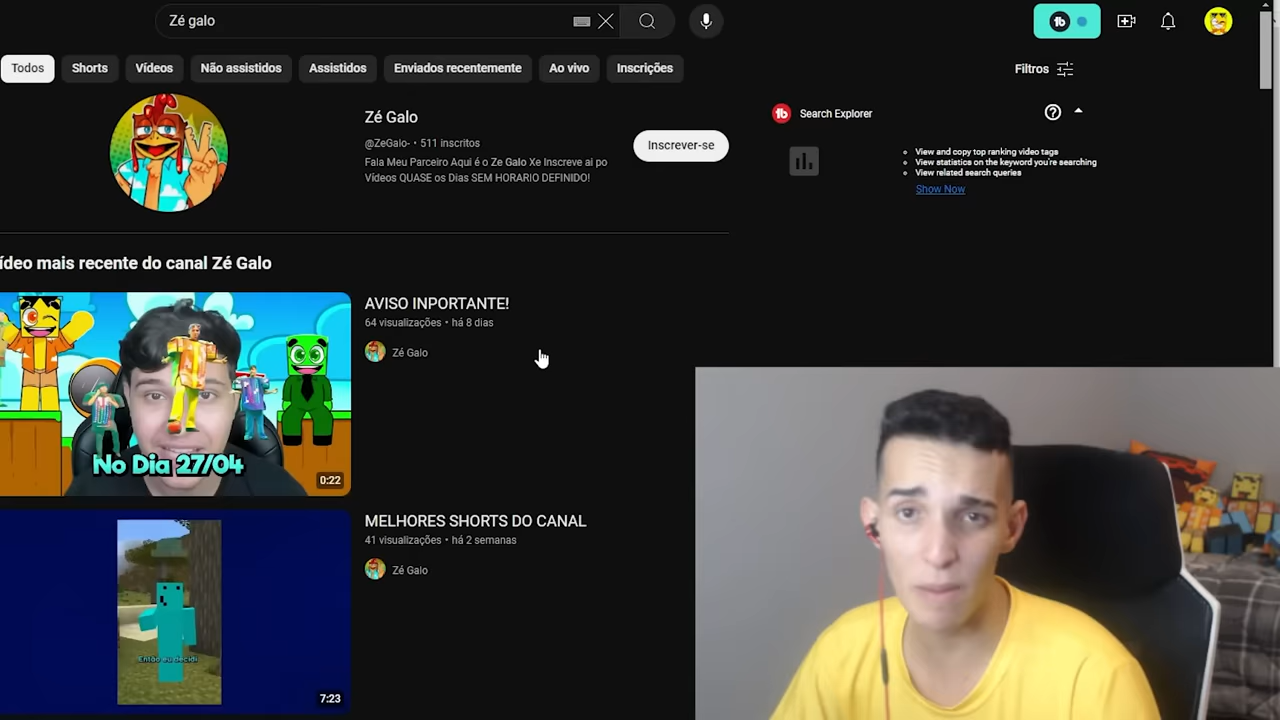 Zé galo
Todos
Shorts
Vídeos
Não assistidos
Assistidos
Enviados recentemente
Ao vivo
Inscrições
Filtros
Zé Galo
@ZeGalo- • 511 inscritos
Fala Meu Parceiro Aqui é o Ze Galo Xe Inscreve ai po
Vídeos QUASE os Dias SEM HORARIO DEFINIDO!
Inscrever-se
Search Explorer
View and copy top ranking video tags
View statistics on the keyword you're searching
View related search queries
Show Now
ídeo mais recente do canal Zé Galo
No Dia 27/04
0:22
AVISO INPORTANTE!
64 visualizações • há 8 dias
Zé Galo
Então eu decidi
7:23
MELHORES SHORTS DO CANAL
41 visualizações • há 2 semanas
Zé Galo